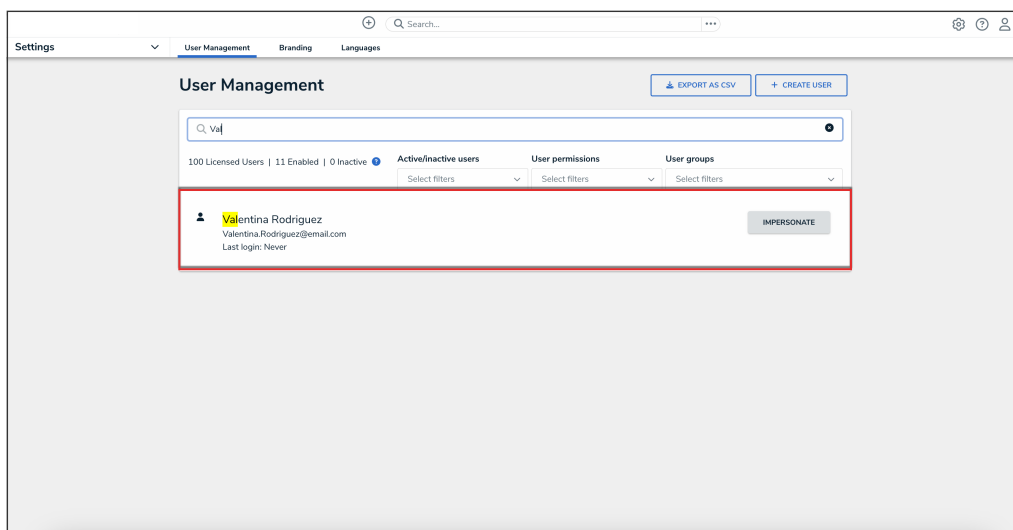 Search...
Settings
User Management Branding Languages
User Management
EXPORT AS CSV + CREATE USER
Val
100 Licensed Users | 11 Enabled | 0 Inactive ?
Active/inactive users User permissions User groups
Select filters Select filters Select filters
Valentina Rodriguez
IMPERSONATE
Valentina.Rodriguez@email.com
Last login: Never